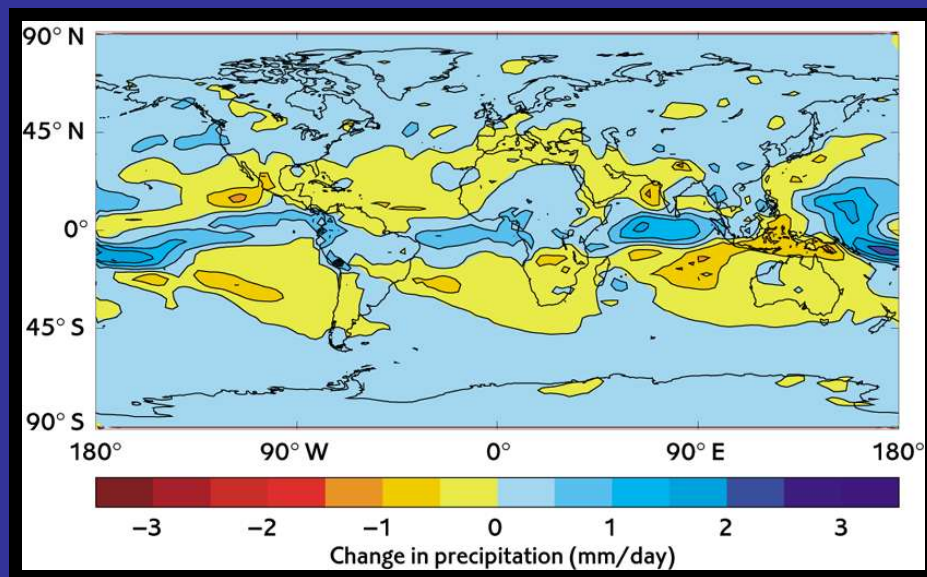 90° N
45° N
0°
45° S
90° S
180° 90° W 0° 90° E 180°
–3 –2 –1 0 1 2 3
Change in precipitation (mm/day)